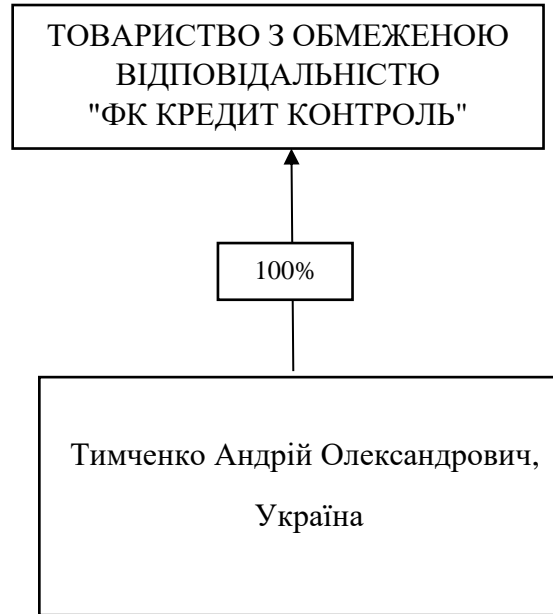 ТОВАРИСТВО З ОБМЕЖЕНОЮ
ВІДПОВІДАЛЬНІСТЮ
"ФК КРЕДИТ КОНТРОЛЬ"
100%
Тимченко Андрій Олександрович,
Україна